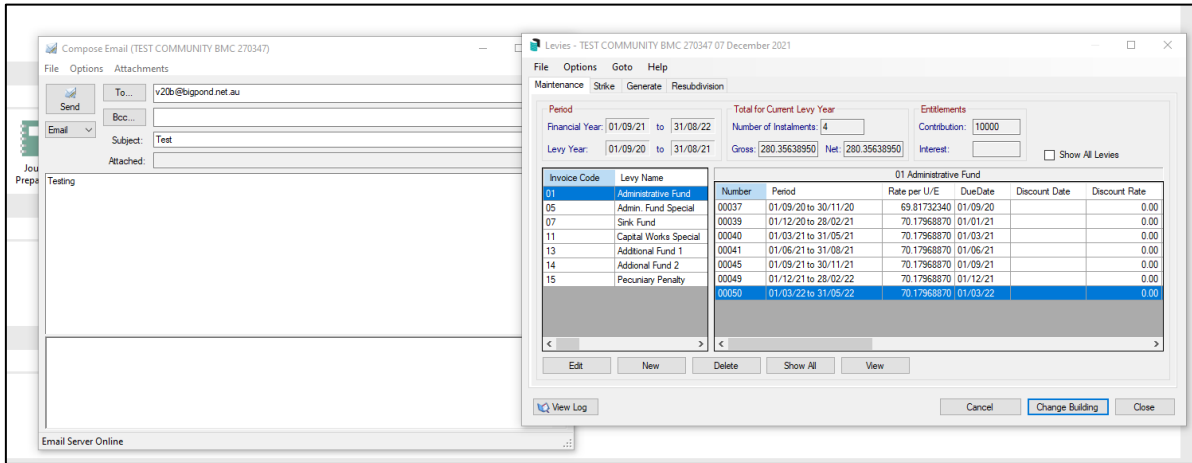 Jou
Prepa
Compose Email (TEST COMMUNITY BMC 270347)
File Options Attachments
Send
To... v20b@bigpond.net.au
Bcc...
Email
Subject: Test
Attached:
Testing
Email Server Online
Levies - TEST COMMUNITY BMC 270347 07 December 2021
File Options Goto Help
Maintenance Strike Generate Resubdivision
Period Total for Current Levy Year Entitlements
Financial Year: 01/09/21 to 31/08/22 Number of Instalments: 4 Contribution: 10000
Levy Year: 01/09/20 to 31/08/21 Gross: 280.35638950 Net: 280.35638950 Interest: Show All Levies
Invoice Code Levy Name
01 Administrative Fund
05 Admin. Fund Special
07 Sink Fund
11 Capital Works Special
13 Additional Fund 1
14 Addional Fund 2
15 Pecuniary Penalty
01 Administrative Fund
Number Period Rate per U/E DueDate Discount Date Discount Rate
00037 01/09/20 to 30/11/20 69.81732340 01/09/20 0.00
00039 01/12/20 to 28/02/21 70.17968870 01/01/21 0.00
00040 01/03/21 to 31/05/21 70.17968870 01/03/21 0.00
00041 01/06/21 to 31/08/21 70.17968870 01/06/21 0.00
00045 01/09/21 to 30/11/21 70.17968870 01/09/21 0.00
00049 01/12/21 to 28/02/22 70.17968870 01/12/21 0.00
00050 01/03/22 to 31/05/22 70.17968870 01/03/22 0.00
Edit New Delete Show All View
View Log Cancel Change Building Close